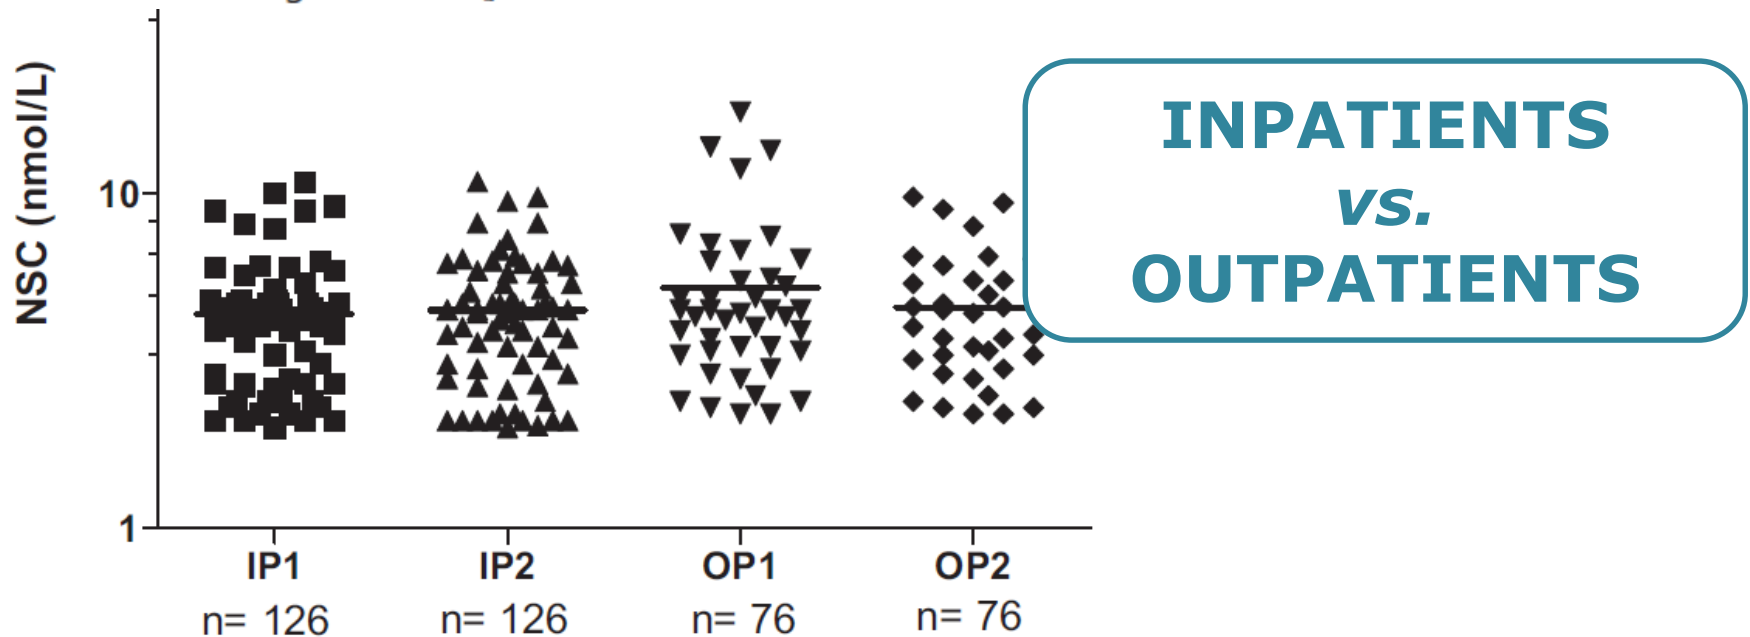 NSC (nmol/L)
10
1
IP1
IP2
OP1
OP2
n= 126
n= 126
n= 76
n= 76
INPATIENTS
vs.
OUTPATIENTS